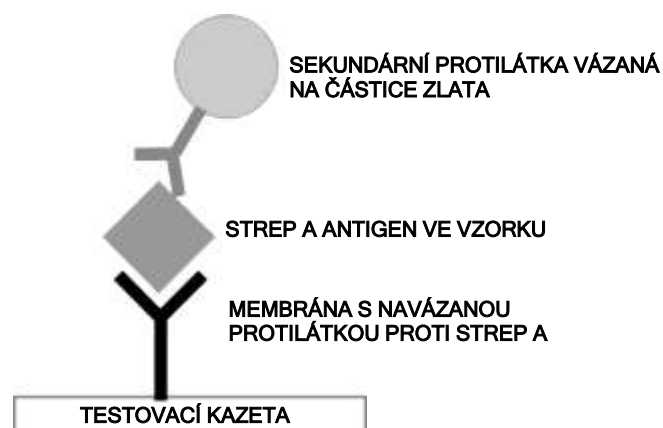 SEKUNDÁRNÍ PROTILÁTKA VÁZANÁ
NA ČÁSTICE ZLATA
STREP A ANTIGEN VE VZORKU
MEMBRÁNA S NAVÁZANOU
PROTILÁTKOU PROTI STREP A
TESTOVACÍ KAZETA